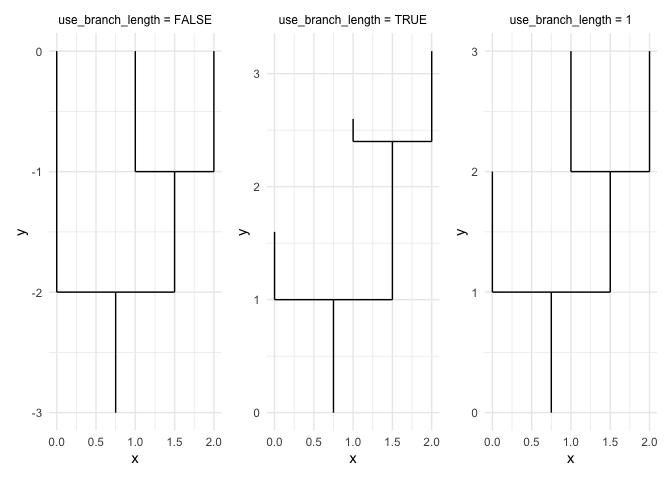 use_branch_length = FALSE
use_branch_length = TRUE
use_branch_length = 1
0
-1
-2
-3
y
0.0 0.5 1.0 1.5 2.0
x
3
2
1
0
y
0.0 0.5 1.0 1.5 2.0
x
3
2
1
0
y
0.0 0.5 1.0 1.5 2.0
x